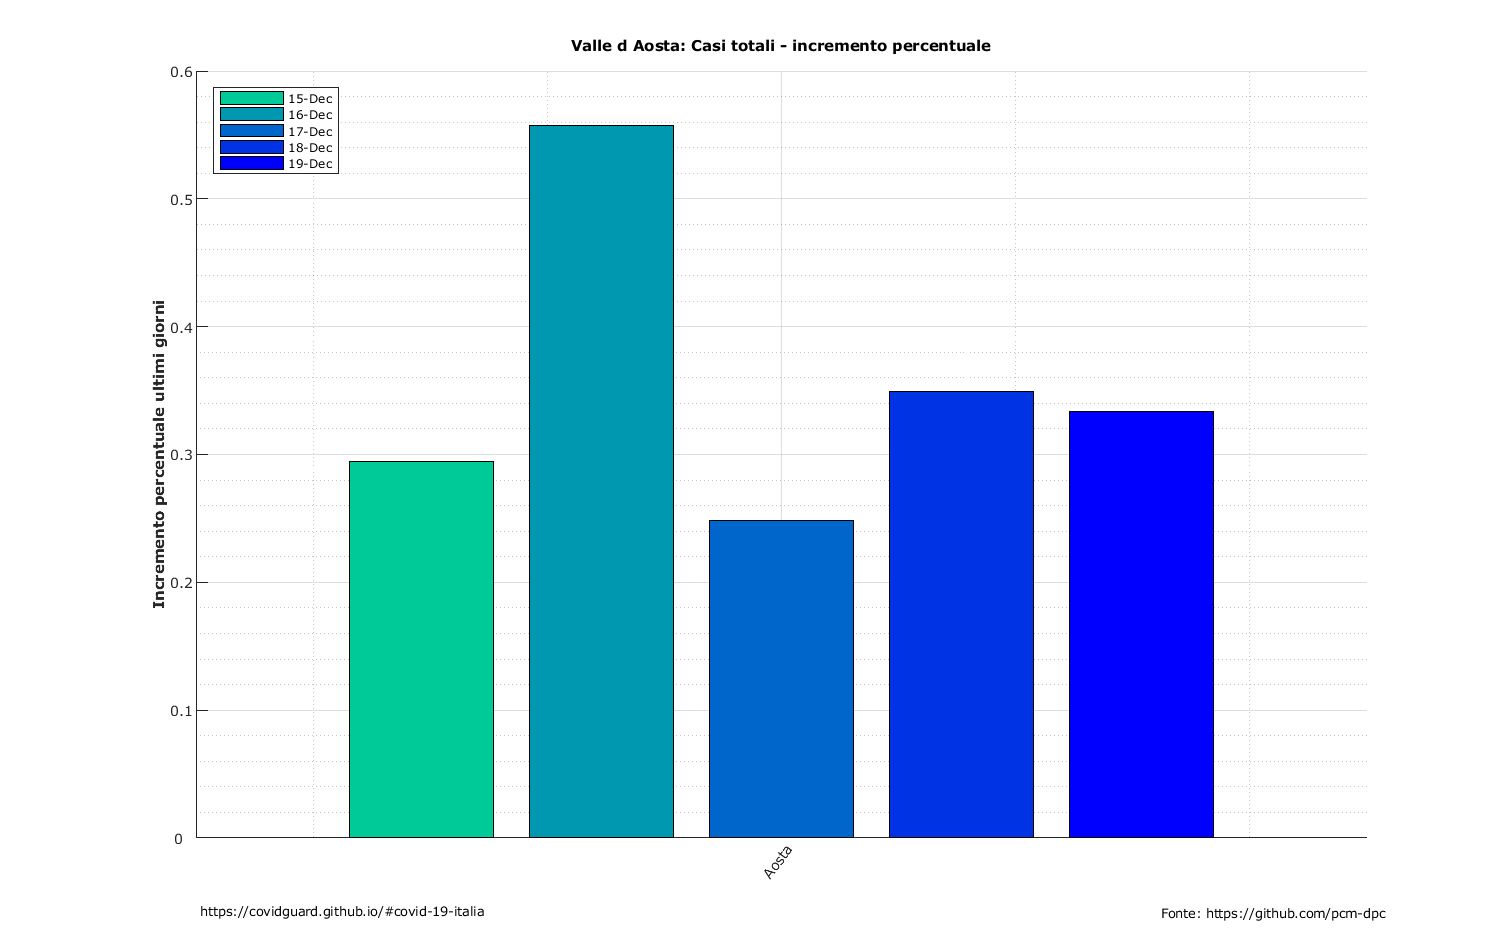 Valle d Aosta: Casi totali - incremento percentuale
0.6
0.5
0.4
0.3
0.2
0.1
0
Incremento percentuale ultimi giorni
15-Dec
16-Dec
17-Dec
18-Dec
19-Dec
Aosta
https://covidguard.github.io/#covid-19-italia
Fonte: https://github.com/pcm-dpc